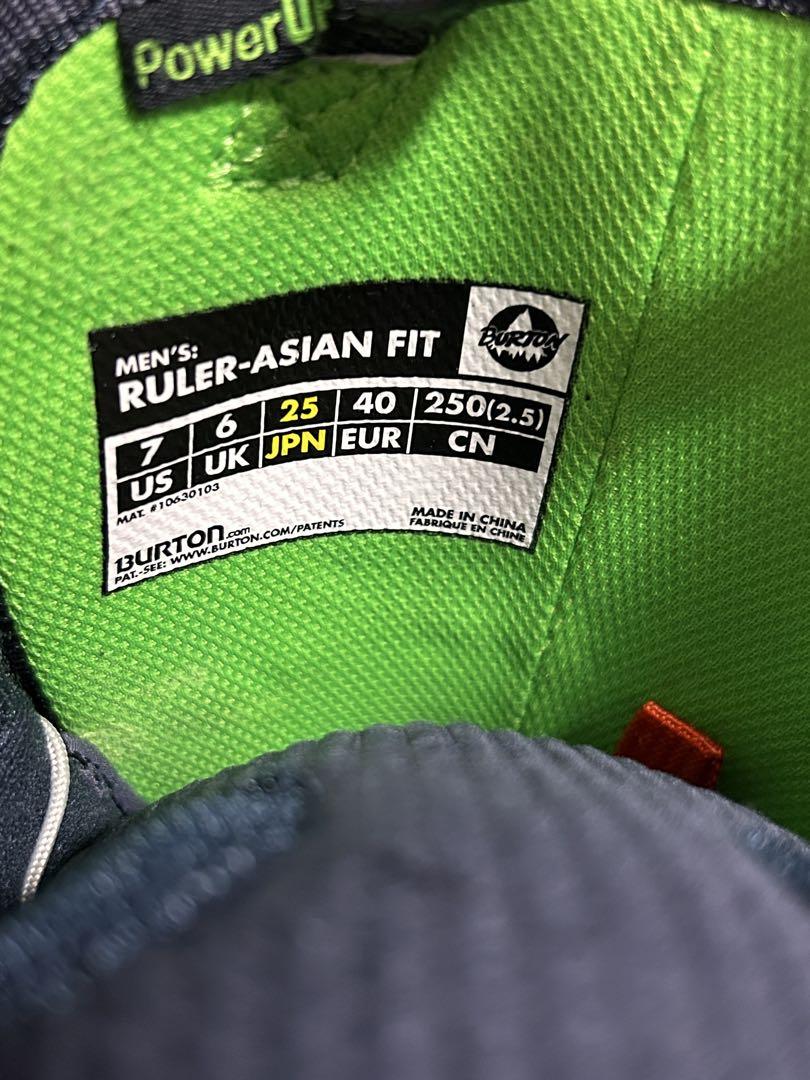 PowerUP
MEN'S:
RULER-ASIAN FIT
BURTON
7 6 25 40 250(2.5)
US UK JPN EUR CN
MAT. #10630103
BURTON.com
PAT.-SEE: WWW.BURTON.COM/PATENTS
MADE IN CHINA
FABRIQUE EN CHINE